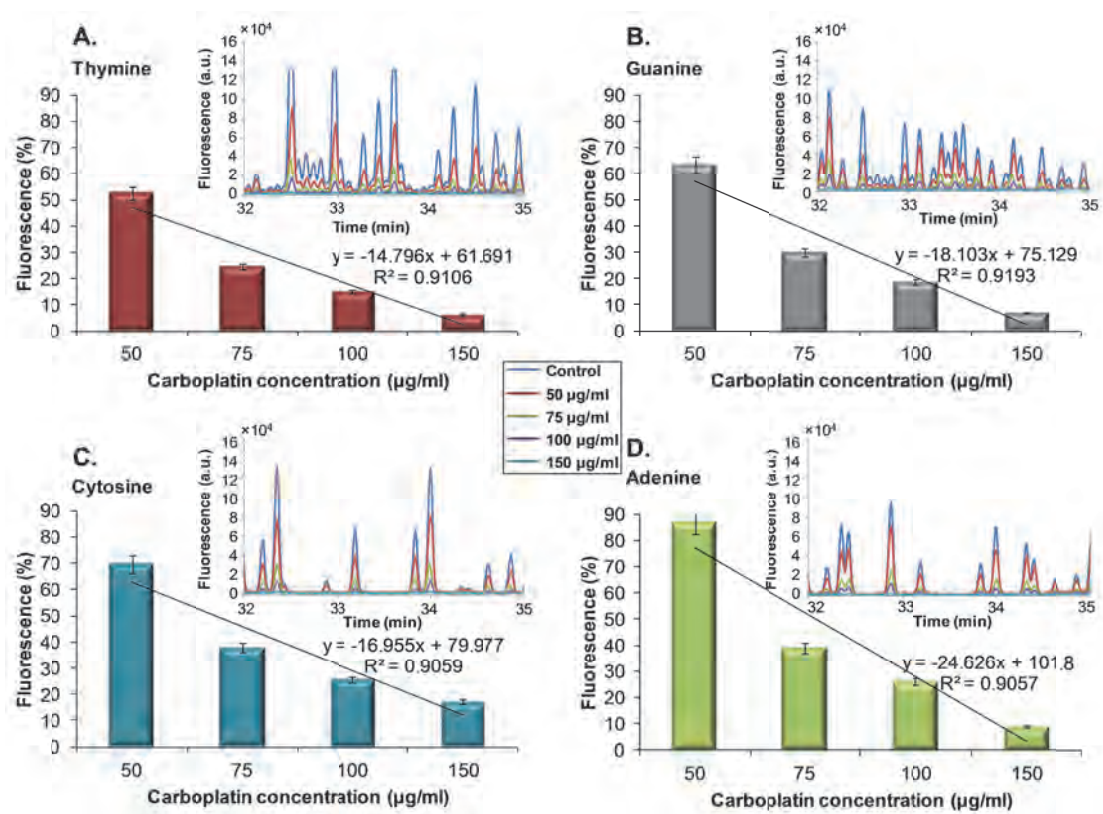 A.
Thymine
Fluorescence (%)
90
80
70
60
50
40
30
20
10
0
50 75 100 150
Carboplatin concentration (µg/ml)
×10⁴
Fluorescence (a.u.)
16
14
12
10
8
6
4
2
0
32 33 34 35
Time (min)
y = -14.796x + 61.691
R² = 0.9106
B.
Guanine
Fluorescence (%)
90
80
70
60
50
40
30
20
10
0
50 75 100 150
Carboplatin concentration (µg/ml)
×10⁴
Fluorescence (a.u.)
16
14
12
10
8
6
4
2
0
32 33 34 35
Time (min)
y = -18.103x + 75.129
R² = 0.9193
Control
50 µg/ml
75 µg/ml
100 µg/ml
150 µg/ml
C.
Cytosine
Fluorescence (%)
90
80
70
60
50
40
30
20
10
0
50 75 100 150
Carboplatin concentration (µg/ml)
×10⁴
Fluorescence (a.u.)
16
14
12
10
8
6
4
2
0
32 33 34 35
Time (min)
y = -16.955x + 79.977
R² = 0.9059
D.
Adenine
Fluorescence (%)
90
80
70
60
50
40
30
20
10
0
50 75 100 150
Carboplatin concentration (µg/ml)
×10⁴
Fluorescence (a.u.)
16
14
12
10
8
6
4
2
0
32 33 34 35
Time (min)
y = -24.626x + 101.8
R² = 0.9057